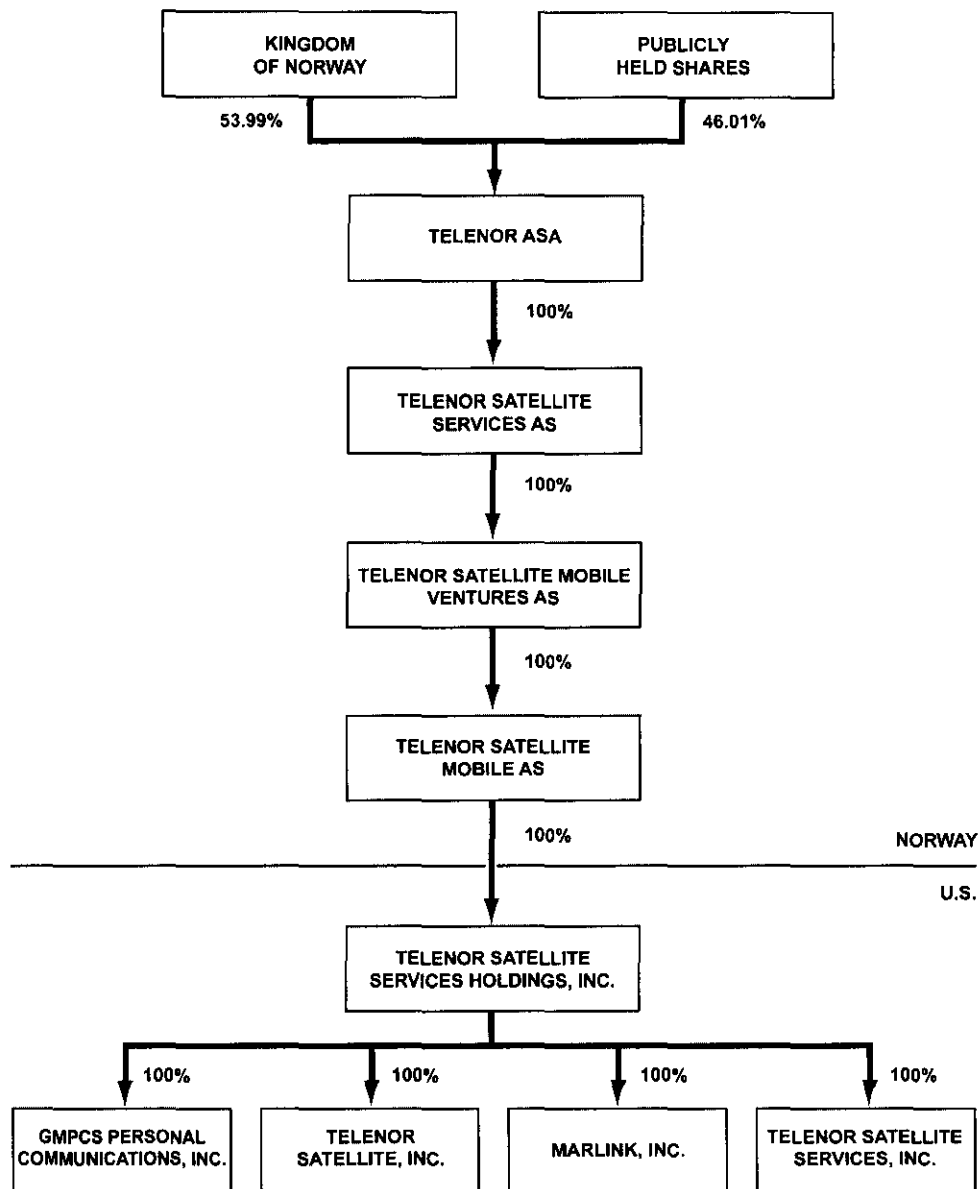 KINGDOM
OF NORWAY
PUBLICLY
HELD SHARES
53.99%
46.01%
TELENOR ASA
100%
TELENOR SATELLITE
SERVICES AS
100%
TELENOR SATELLITE MOBILE
VENTURES AS
100%
TELENOR SATELLITE
MOBILE AS
100%
NORWAY
U.S.
TELENOR SATELLITE
SERVICES HOLDINGS, INC.
100%
100%
100%
100%
GMPCS PERSONAL
COMMUNICATIONS, INC.
TELENOR
SATELLITE, INC.
MARLINK, INC.
TELENOR SATELLITE
SERVICES, INC.